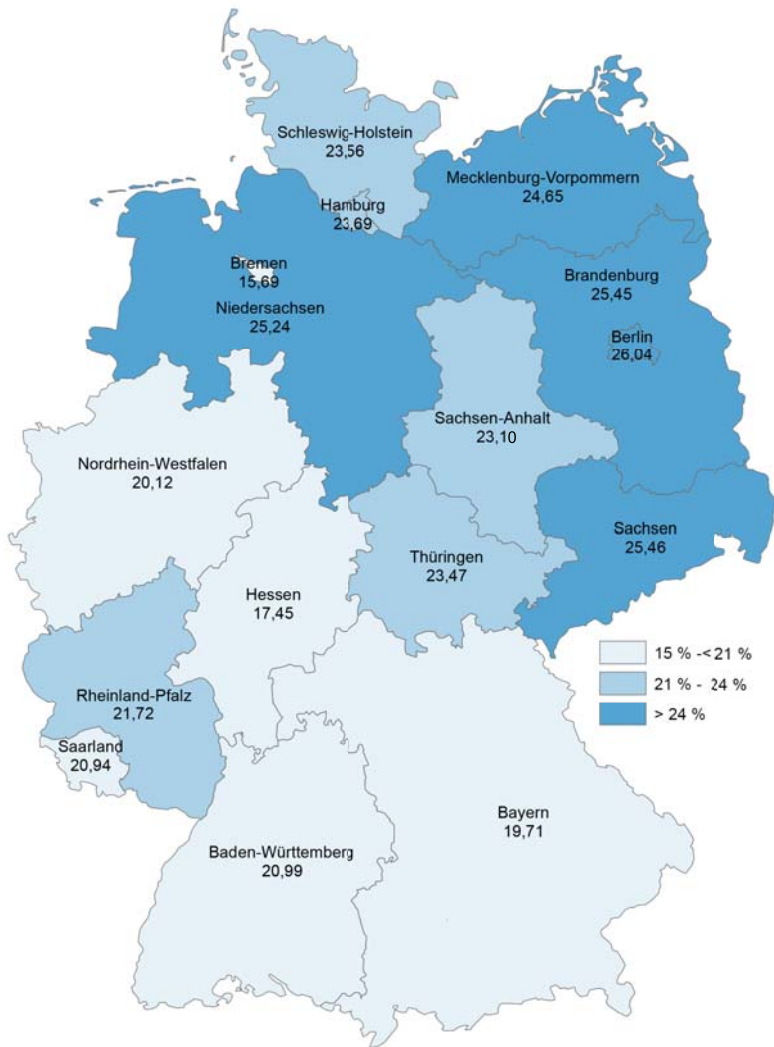 Schleswig-Holstein
23,56
Mecklenburg-Vorpommern
24,65
Hamburg
23,69
Bremen
15,69
Brandenburg
25,45
Niedersachsen
25,24
Berlin
26,04
Sachsen-Anhalt
23,10
Nordrhein-Westfalen
20,12
Sachsen
25,46
Thüringen
23,47
Hessen
17,45
15 % -< 21 %
21 % - 24 %
> 24 %
Rheinland-Pfalz
21,72
Saarland
20,94
Bayern
19,71
Baden-Württemberg
20,99